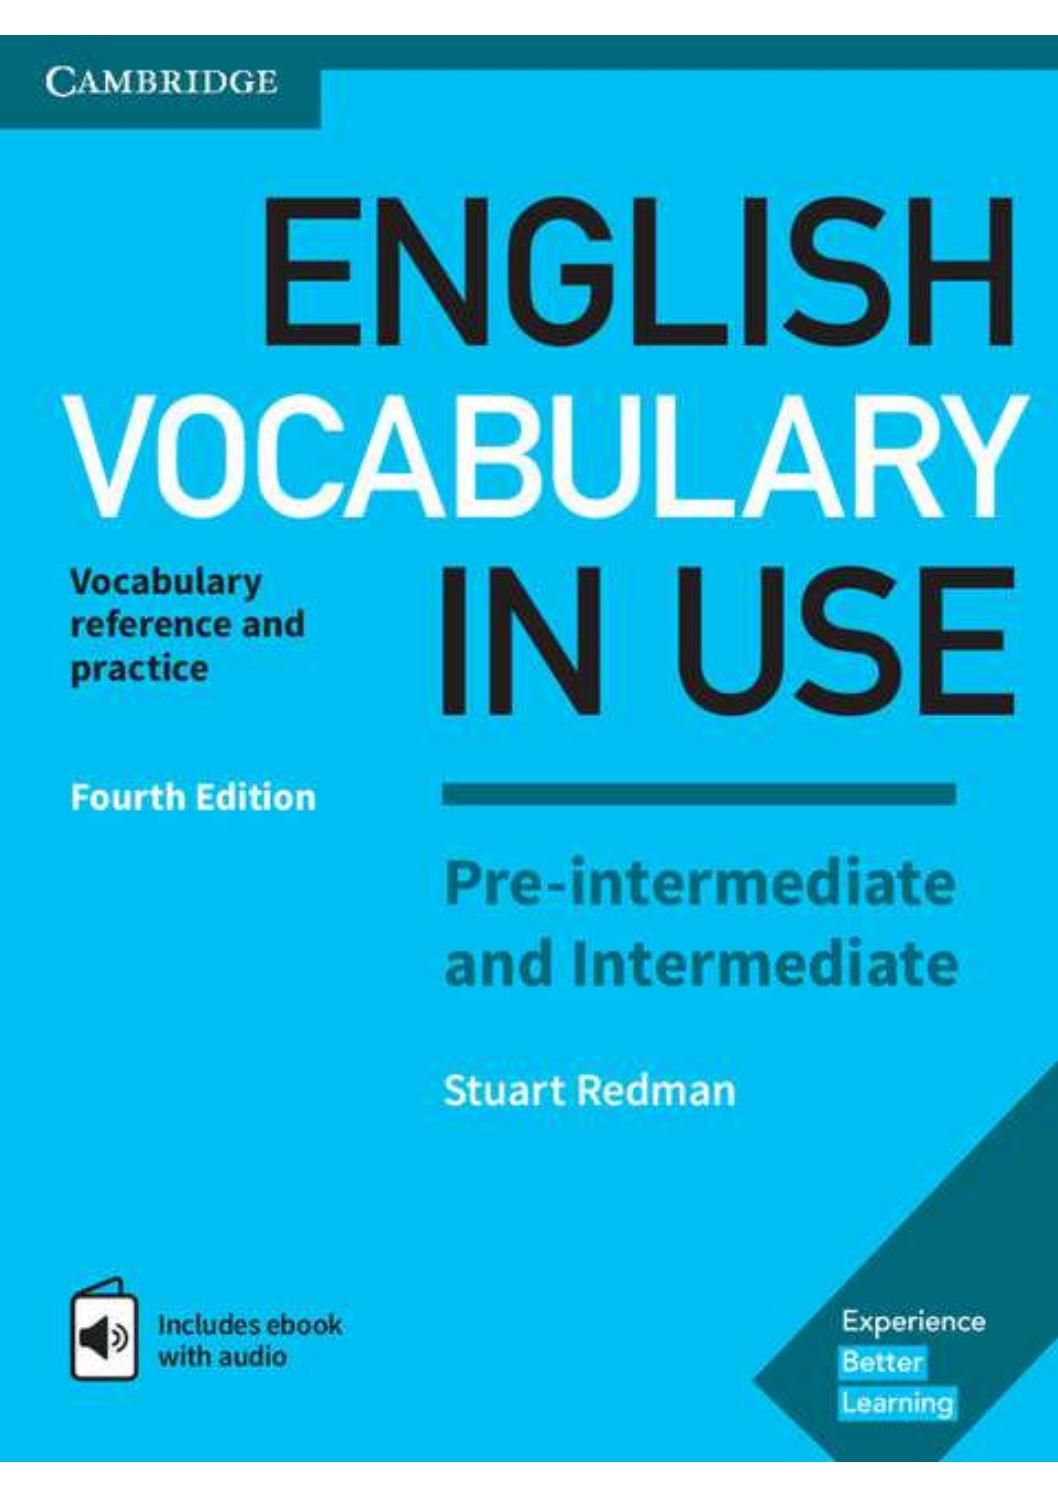 CAMBRIDGE
ENGLISH
VOCABULARY
IN USE
Vocabulary
reference and
practice
Fourth Edition
Pre-intermediate
and Intermediate
Stuart Redman
Includes ebook
with audio
Experience
Better
Learning